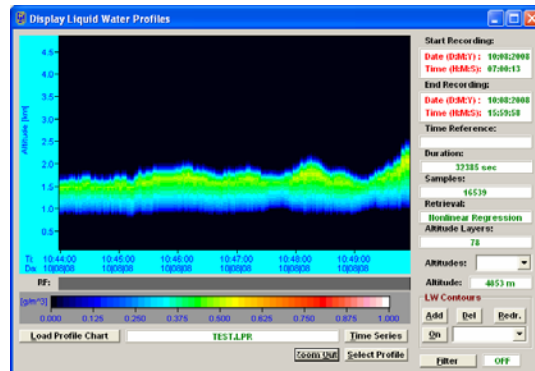 Display Liquid Water Profiles
Start Recording:
Date (D:M:Y) : 10:08:2008
Time (H:M:S): 07:00:13
End Recording:
Date (D:M:Y) : 10:08:2008
Time (H:M:S): 15:59:58
Time Reference:
Duration:
32385 sec
Samples:
16539
Retrieval:
Nonlinear Regression
Altitude Layers:
78
Altitudes:
Altitude: 4853 m
LW Contours
Add Del Redr.
On
Filter OFF
Altitude [km]
4.5
4.0
3.5
3.0
2.5
2.0
1.5
1.0
0.5
Ti: 10:44:00 10:45:00 10:46:00 10:47:00 10:48:00 10:49:00
Da: 10|08|08 10|08|08 10|08|08 10|08|08 10|08|08 10|08|08
RF:
[g/m^3]
0.000 0.125 0.250 0.375 0.500 0.625 0.750 0.875 1.000
Load Profile Chart TEST.LPR Time Series
Zoom Out Select Profile